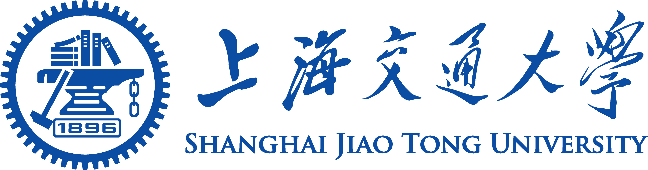 1896
上海交通大學
SHANGHAI JIAO TONG UNIVERSITY